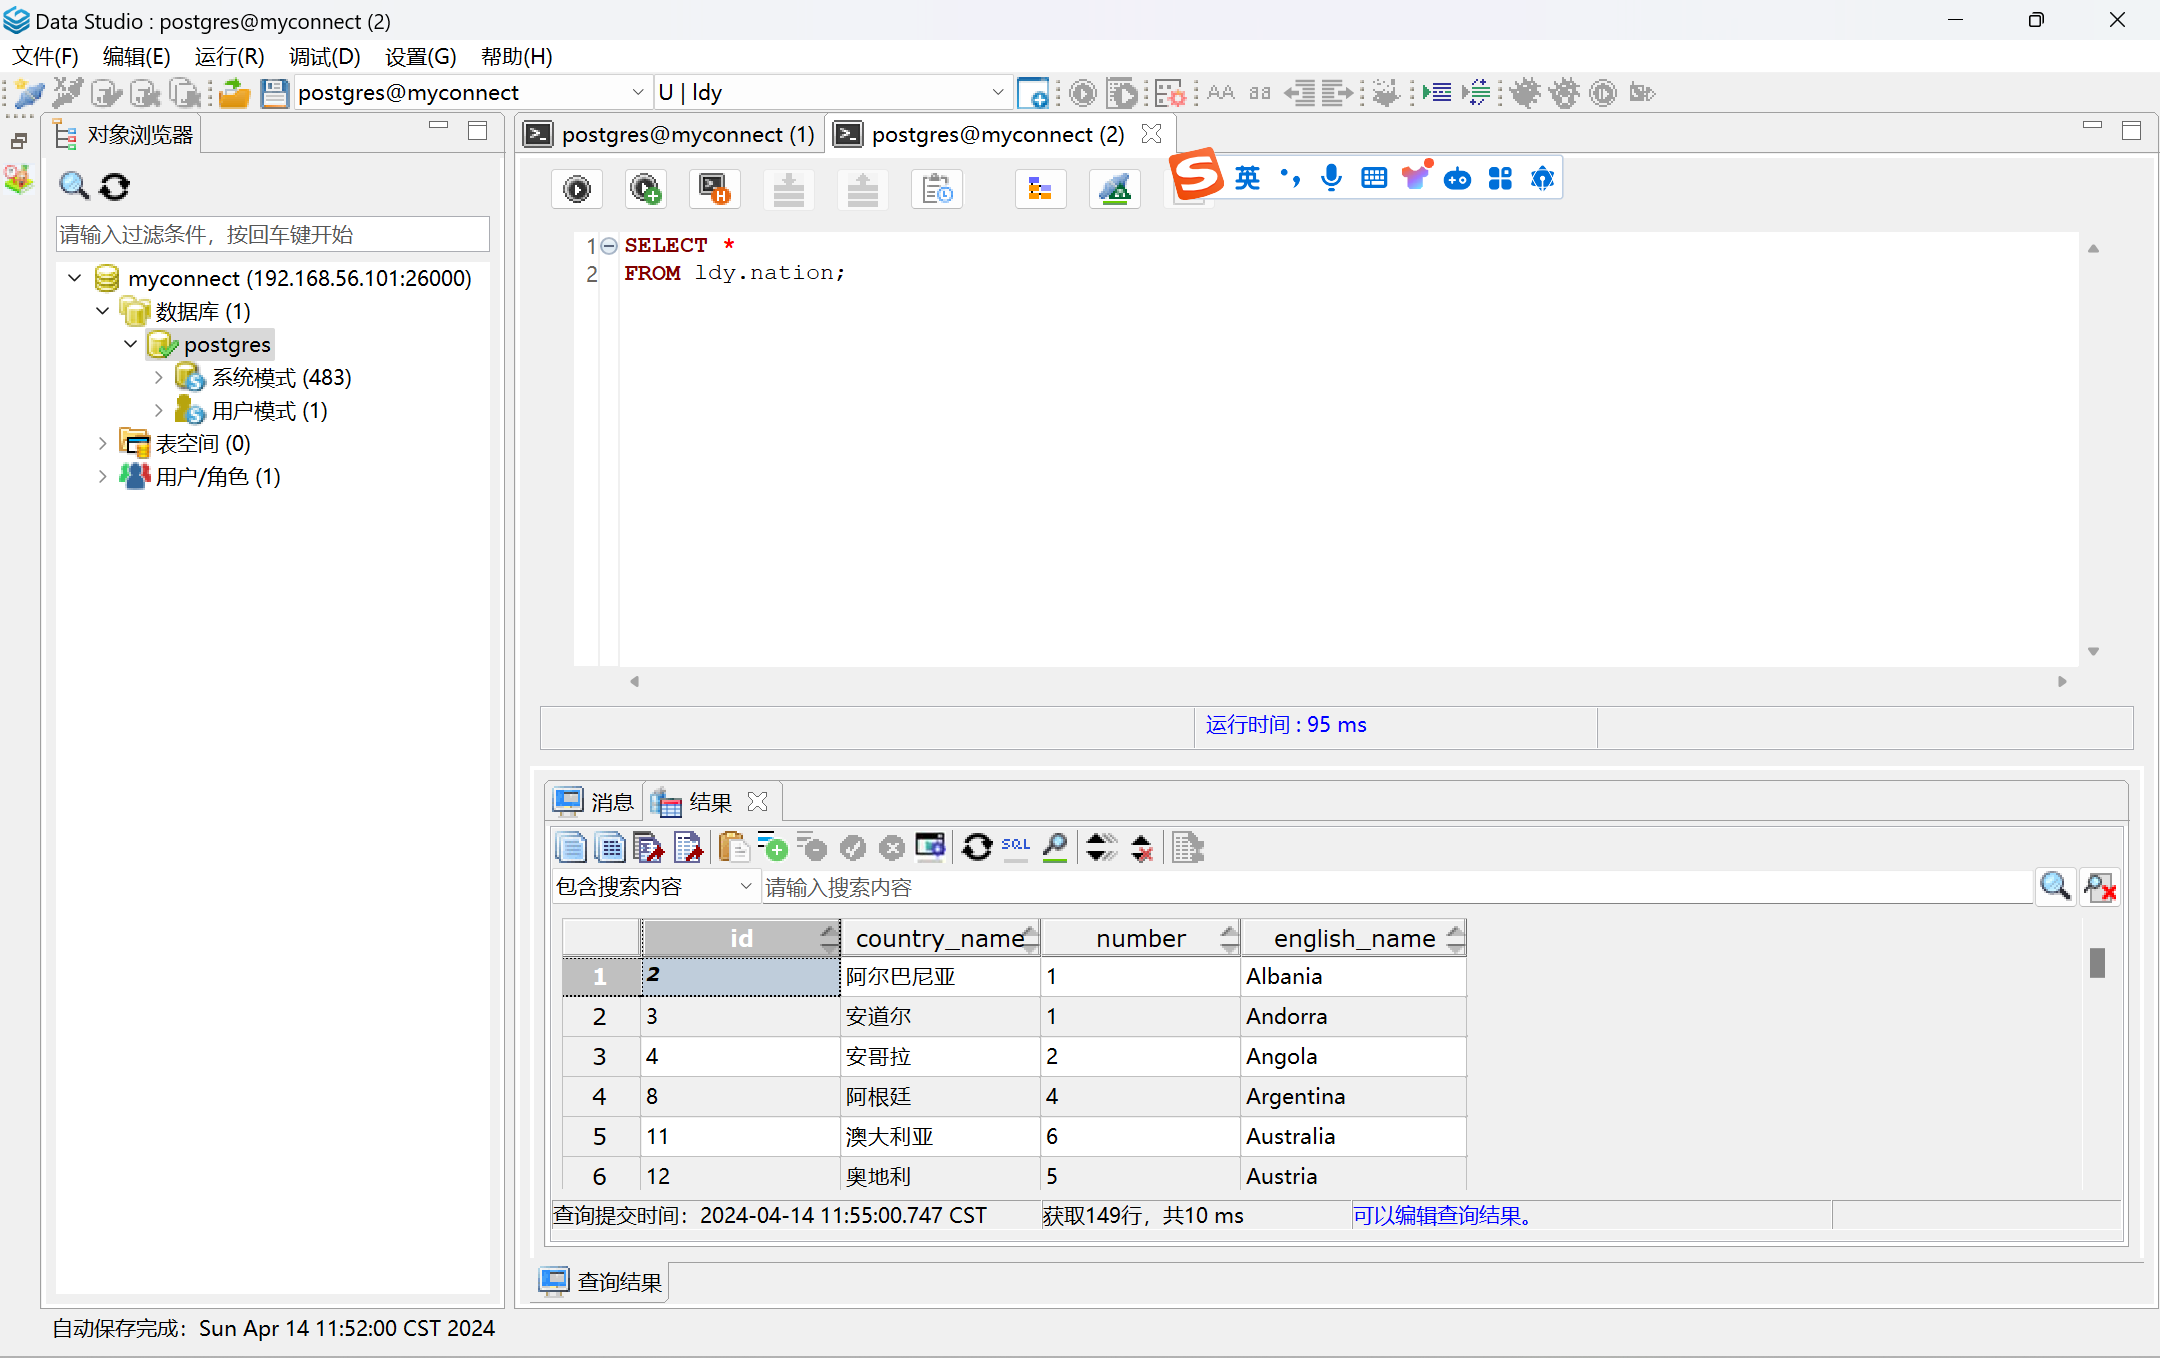 Data Studio : postgres@myconnect (2)
文件(F) 编辑(E) 运行(R) 调试(D) 设置(G) 帮助(H)
postgres@myconnect U | ldy AA aa
对象浏览器
请输入过滤条件，按回车键开始
myconnect (192.168.56.101:26000)
数据库 (1)
postgres
系统模式 (483)
用户模式 (1)
表空间 (0)
用户/角色 (1)
postgres@myconnect (1) postgres@myconnect (2)
英
1 SELECT *
2 FROM ldy.nation;
运行时间 : 95 ms
消息 结果
SQL
包含搜索内容 请输入搜索内容
id country_name number english_name
1 2 阿尔巴尼亚 1 Albania
2 3 安道尔 1 Andorra
3 4 安哥拉 2 Angola
4 8 阿根廷 4 Argentina
5 11 澳大利亚 6 Australia
6 12 奥地利 5 Austria
查询提交时间：2024-04-14 11:55:00.747 CST 获取149行，共10 ms 可以编辑查询结果。
查询结果
自动保存完成：Sun Apr 14 11:52:00 CST 2024